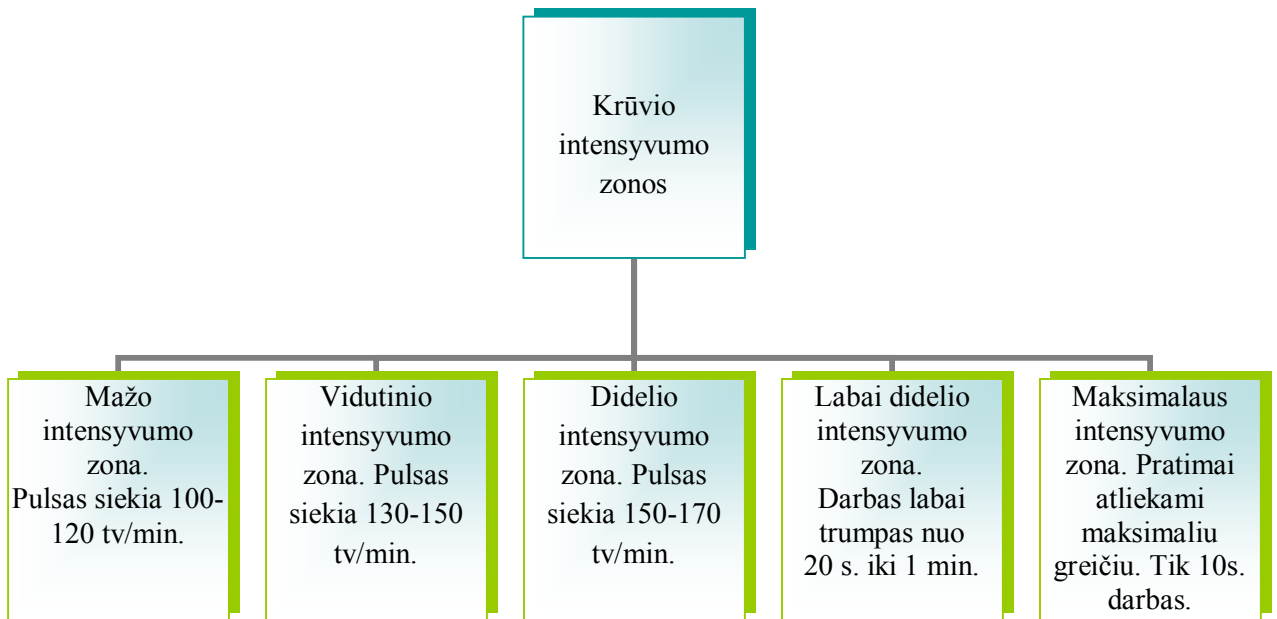 Krūvio
intensyvumo
zonos
Mažo
intensyvumo
zona.
Pulsas siekia 100-
120 tv/min.
Vidutinio
intensyvumo
zona. Pulsas
siekia 130-150
tv/min.
Didelio
intensyvumo
zona. Pulsas
siekia 150-170
tv/min.
Labai didelio
intensyvumo
zona.
Darbas labai
trumpas nuo
20 s. iki 1 min.
Maksimalaus
intensyvumo
zona. Pratimai
atliekami
maksimaliu
greičiu. Tik 10s.
darbas.